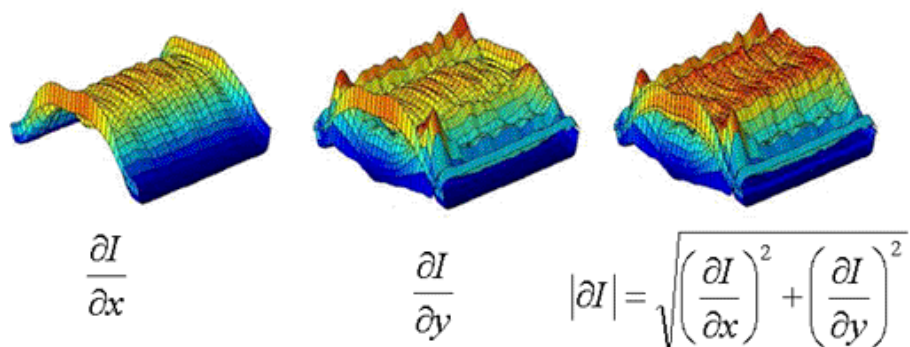 ∂I/∂x
∂I/∂y
|∂I| = √((∂I/∂x)² + (∂I/∂y)²)